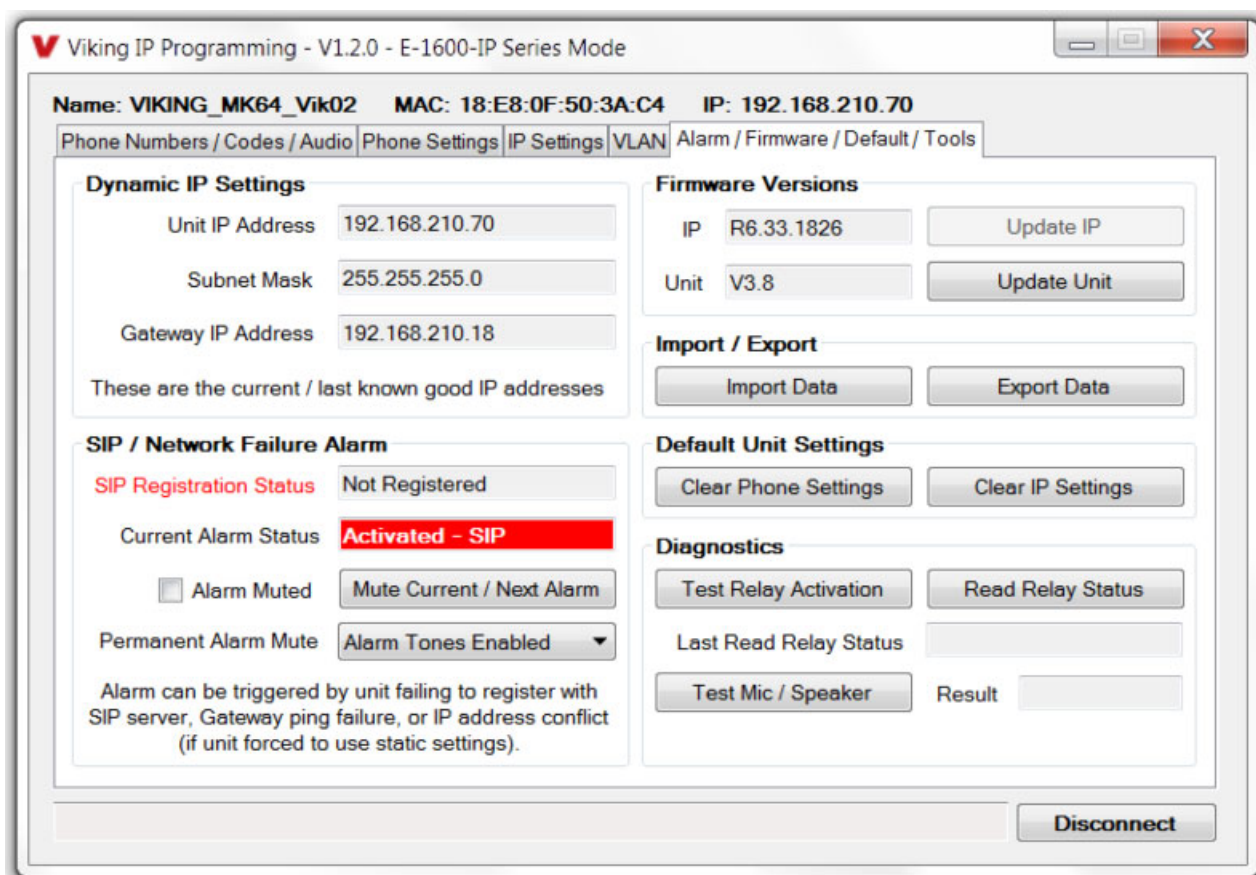 Viking IP Programming - V1.2.0 - E-1600-IP Series Mode
Name: VIKING_MK64_Vik02 MAC: 18:E8:0F:50:3A:C4 IP: 192.168.210.70
Phone Numbers / Codes / Audio Phone Settings IP Settings VLAN Alarm / Firmware / Default / Tools
Dynamic IP Settings
Unit IP Address 192.168.210.70
Subnet Mask 255.255.255.0
Gateway IP Address 192.168.210.18
These are the current / last known good IP addresses
SIP / Network Failure Alarm
SIP Registration Status Not Registered
Current Alarm Status Activated - SIP
Alarm Muted Mute Current / Next Alarm
Permanent Alarm Mute Alarm Tones Enabled
Alarm can be triggered by unit failing to register with
SIP server, Gateway ping failure, or IP address conflict
(if unit forced to use static settings).
Firmware Versions
IP R6.33.1826 Update IP
Unit V3.8 Update Unit
Import / Export
Import Data Export Data
Default Unit Settings
Clear Phone Settings Clear IP Settings
Diagnostics
Test Relay Activation Read Relay Status
Last Read Relay Status
Test Mic / Speaker Result
Disconnect